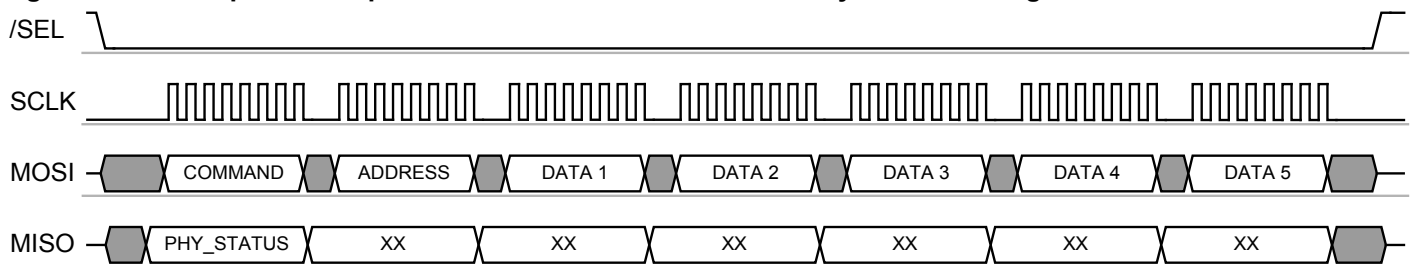 /SEL
SCLK
MOSI COMMAND ADDRESS DATA 1 DATA 2 DATA 3 DATA 4 DATA 5
MISO PHY_STATUS XX XX XX XX XX XX